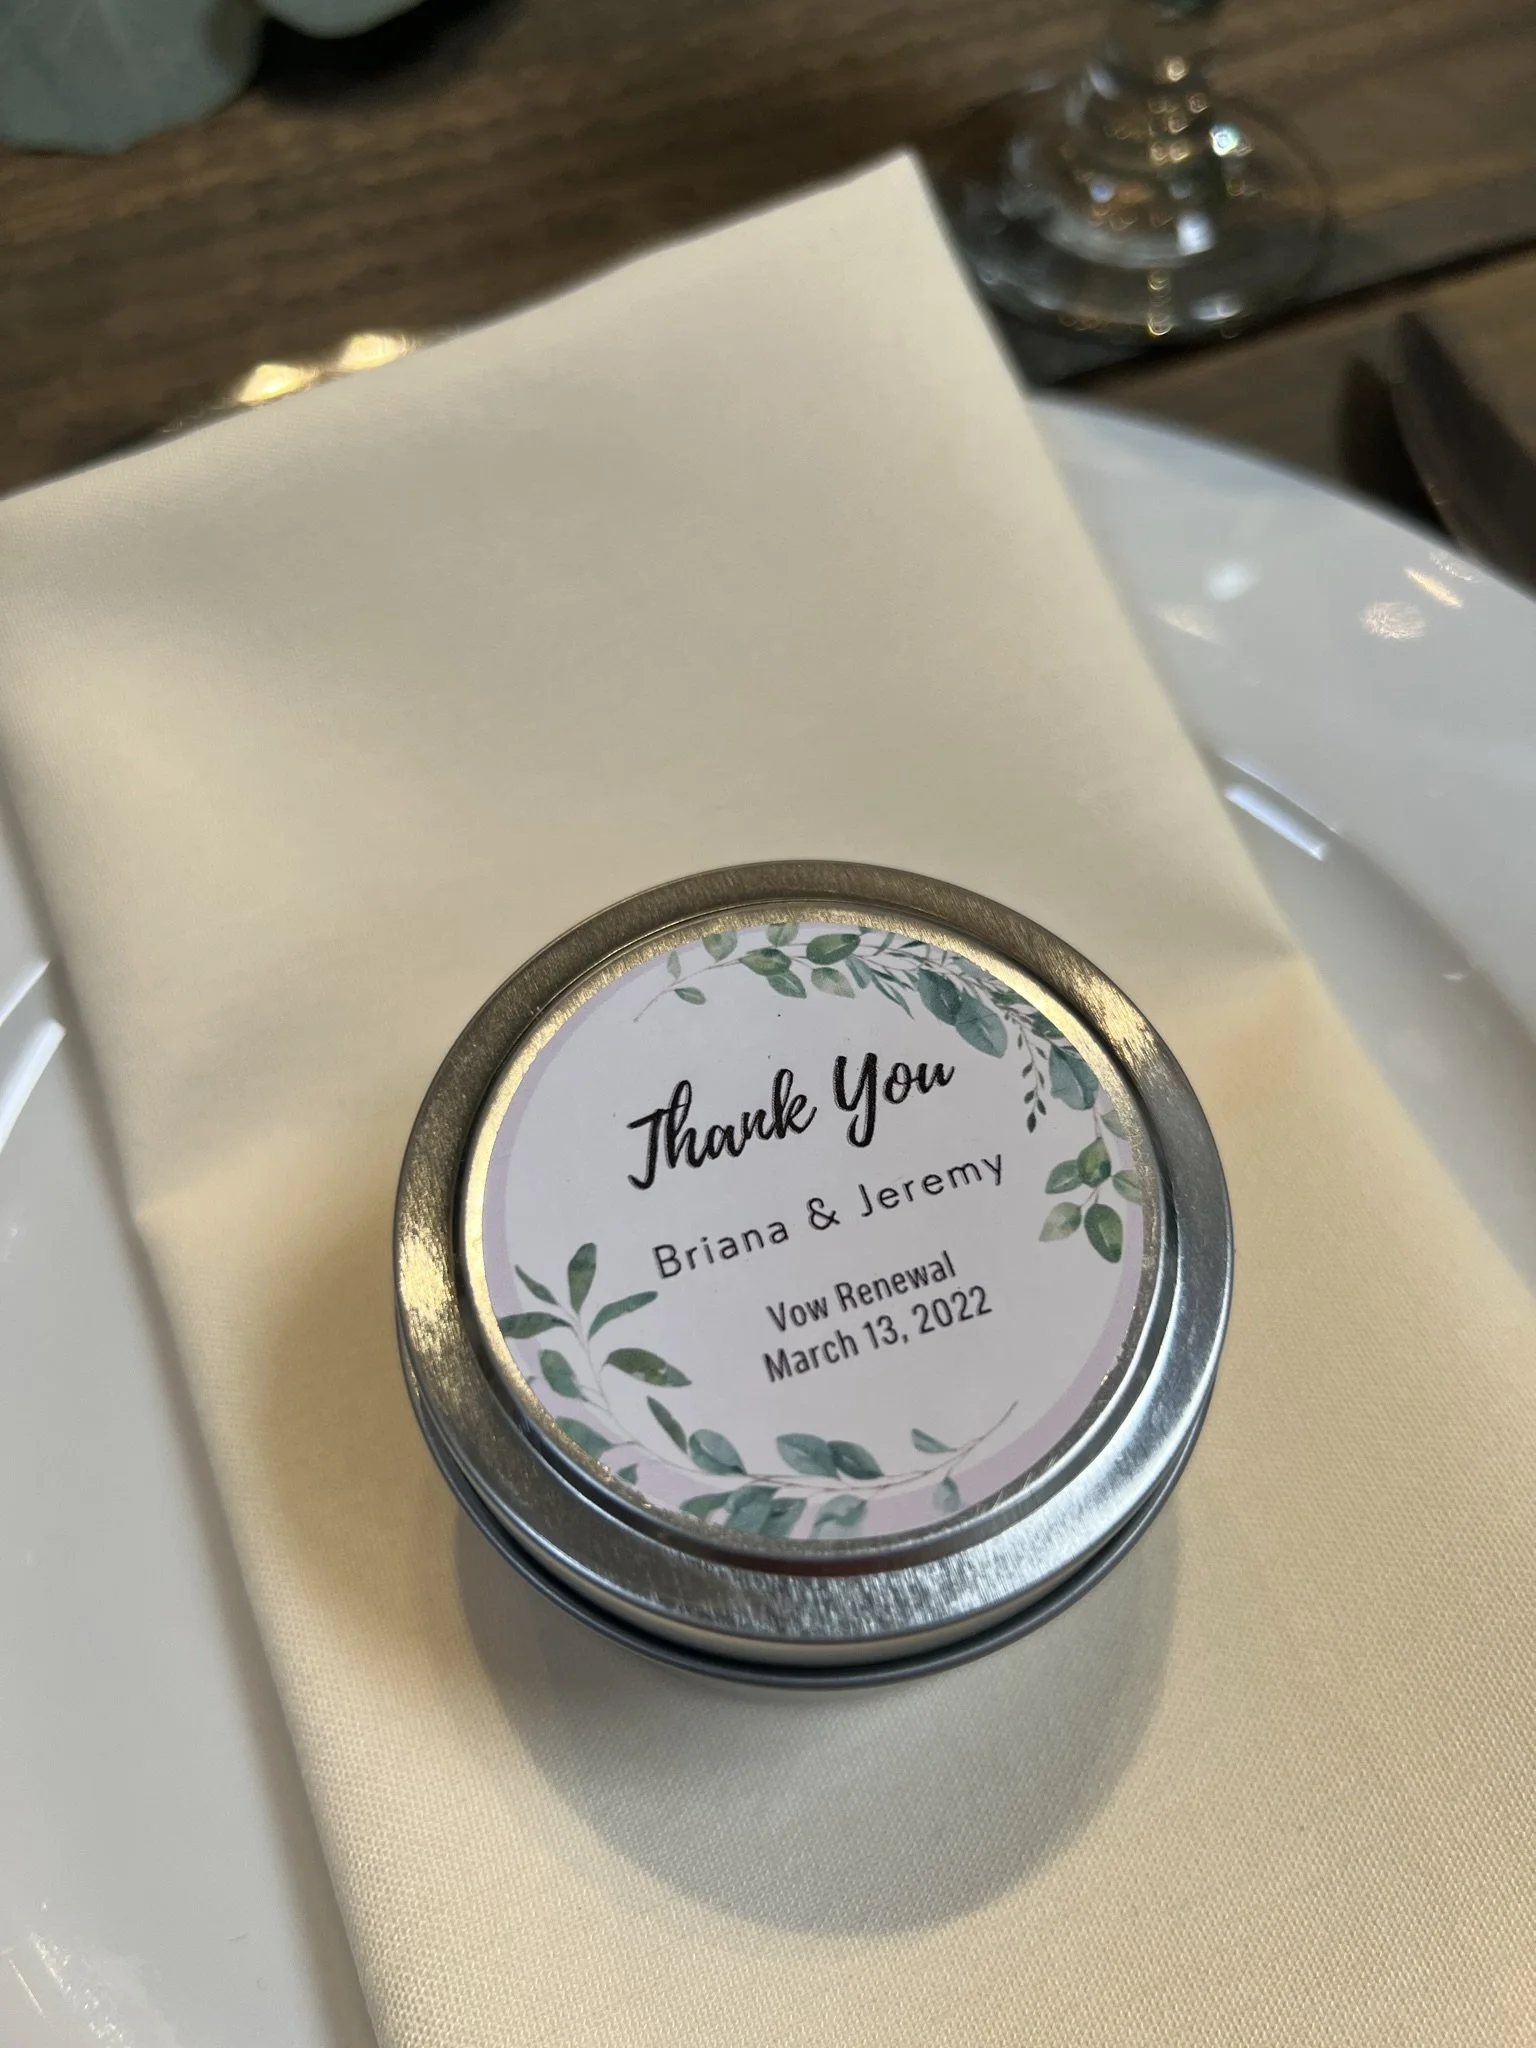 Thank You
Briana & Jeremy
Vow Renewal
March 13, 2022